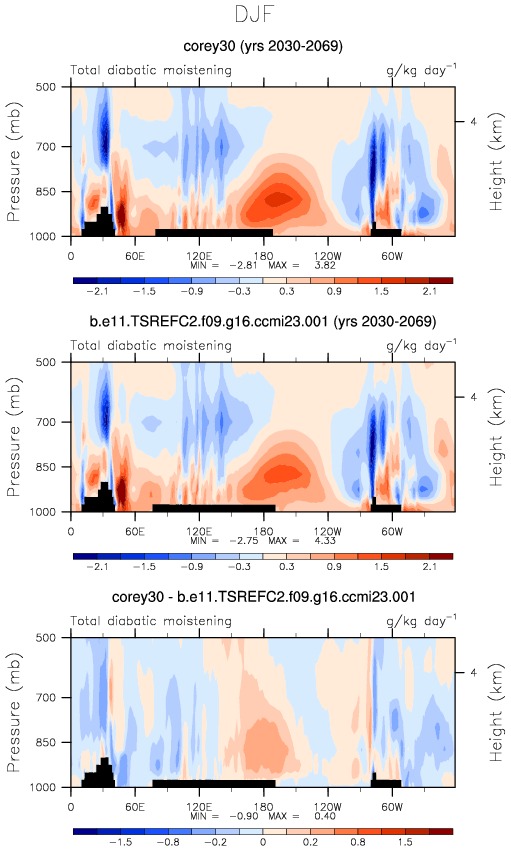 DJF
corey30 (yrs 2030-2069)
Total diabatic moistening g/kg day−1
500
700
850
1000
Pressure (mb)
4
Height (km)
0 60E 120E 180 120W 60W
MIN = −2.81 MAX = 3.82
−2.1 −1.5 −0.9 −0.3 0.3 0.9 1.5 2.1
b.e11.TSREFC2.f09.g16.ccmi23.001 (yrs 2030-2069)
Total diabatic moistening g/kg day−1
500
700
850
1000
Pressure (mb)
4
Height (km)
0 60E 120E 180 120W 60W
MIN = −2.75 MAX = 4.33
−2.1 −1.5 −0.9 −0.3 0.3 0.9 1.5 2.1
corey30 - b.e11.TSREFC2.f09.g16.ccmi23.001
Total diabatic moistening g/kg day−1
500
700
850
1000
Pressure (mb)
4
Height (km)
0 60E 120E 180 120W 60W
MIN = −0.90 MAX = 0.40
−1.5 −0.8 −0.2 0 0.2 0.8 1.5